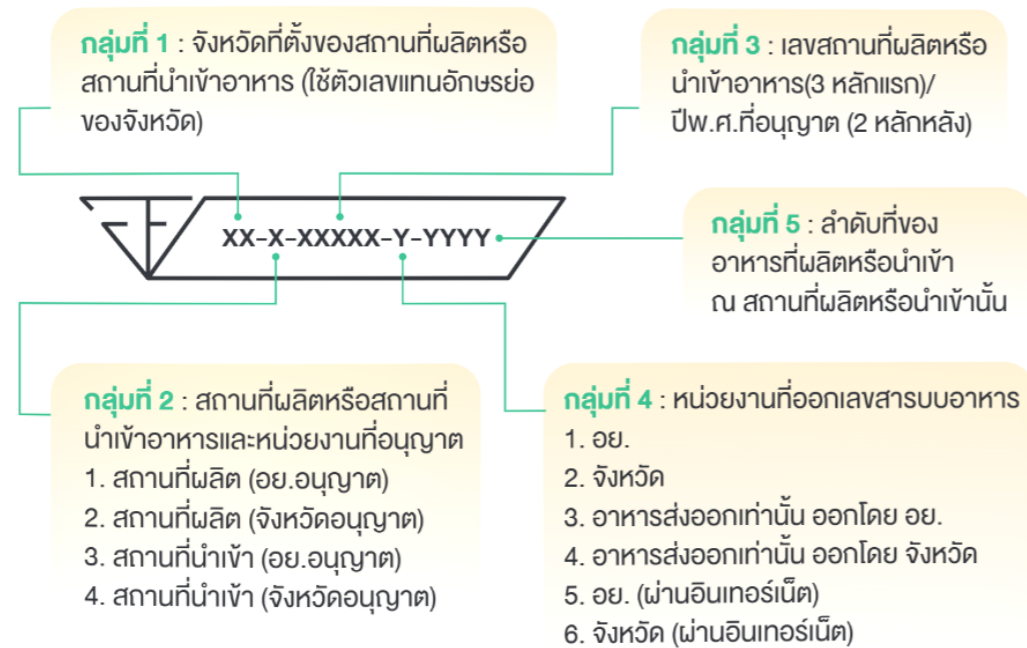 กลุ่มที่ 1 : จังหวัดที่ตั้งของสถานที่ผลิตหรือ
สถานที่นำเข้าอาหาร (ใช้ตัวเลขแทนอักษรย่อ
ของจังหวัด)
กลุ่มที่ 3 : เลขสถานที่ผลิตหรือ
นำเข้าอาหาร(3 หลักแรก)/
ปีพ.ศ.ที่อนุญาต (2 หลักหลัง)
XX-X-XXXXX-Y-YYYY
กลุ่มที่ 5 : ลำดับที่ของ
อาหารที่ผลิตหรือนำเข้า
ณ สถานที่ผลิตหรือนำเข้านั้น
กลุ่มที่ 2 : สถานที่ผลิตหรือสถานที่
นำเข้าอาหารและหน่วยงานที่อนุญาต
1. สถานที่ผลิต (อย.อนุญาต)
2. สถานที่ผลิต (จังหวัดอนุญาต)
3. สถานที่นำเข้า (อย.อนุญาต)
4. สถานที่นำเข้า (จังหวัดอนุญาต)
กลุ่มที่ 4 : หน่วยงานที่ออกเลขสารบบอาหาร
1. อย.
2. จังหวัด
3. อาหารส่งออกเท่านั้น ออกโดย อย.
4. อาหารส่งออกเท่านั้น ออกโดย จังหวัด
5. อย. (ผ่านอินเทอร์เน็ต)
6. จังหวัด (ผ่านอินเทอร์เน็ต)